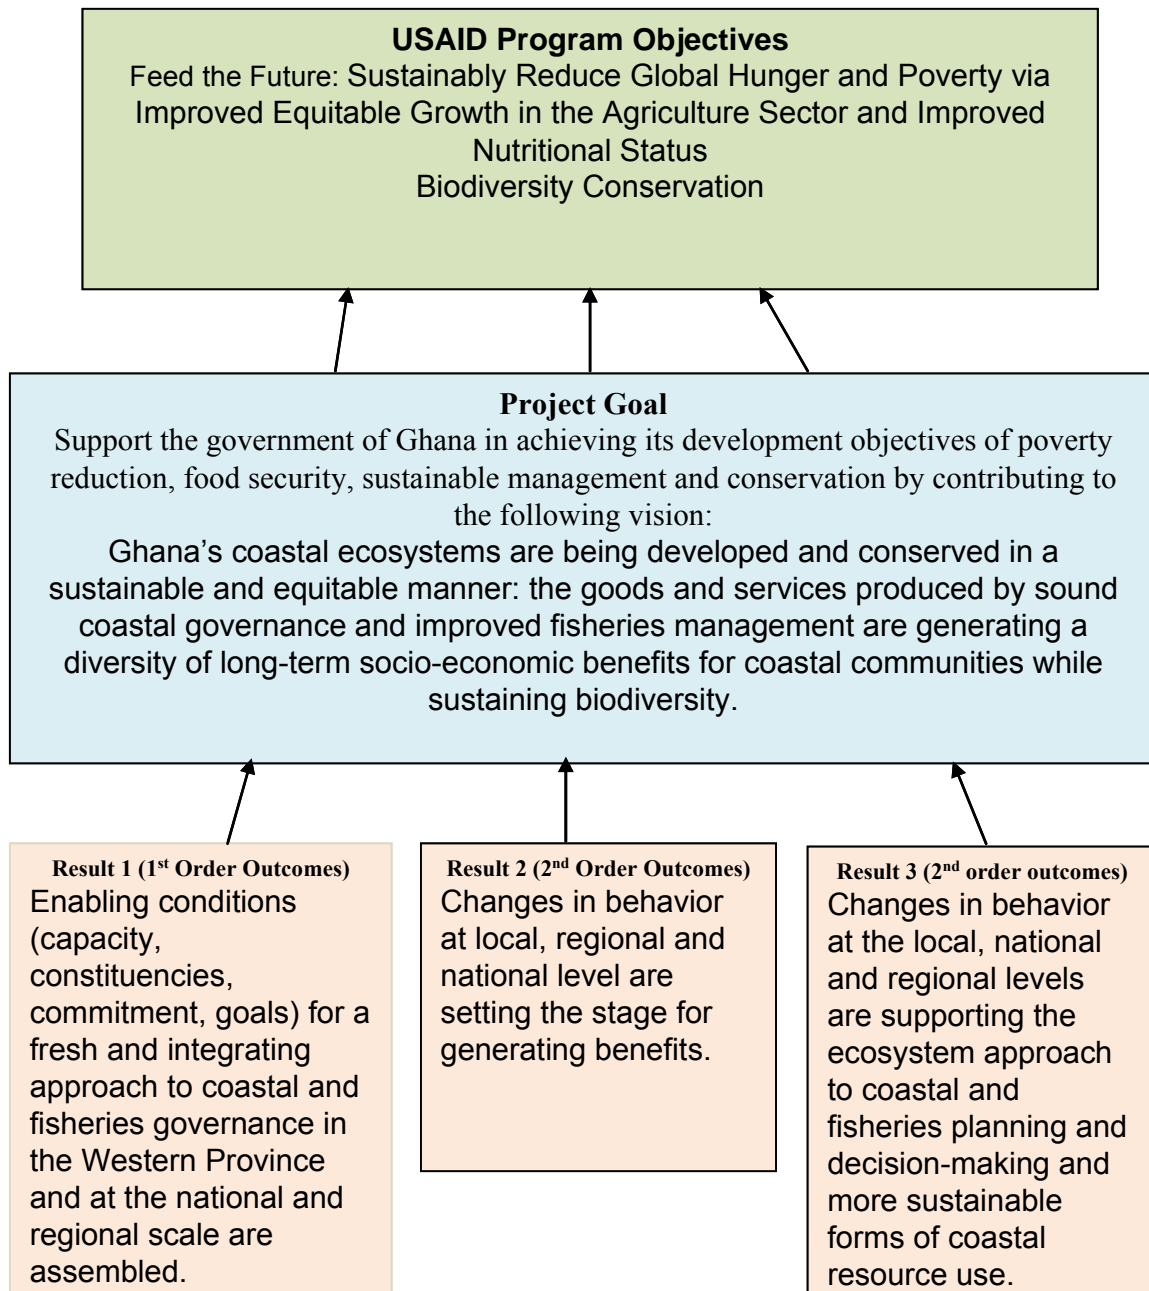 USAID Program Objectives
Feed the Future: Sustainably Reduce Global Hunger and Poverty via
Improved Equitable Growth in the Agriculture Sector and Improved
Nutritional Status
Biodiversity Conservation
Project Goal
Support the government of Ghana in achieving its development objectives of poverty
reduction, food security, sustainable management and conservation by contributing to
the following vision:
Ghana’s coastal ecosystems are being developed and conserved in a
sustainable and equitable manner: the goods and services produced by sound
coastal governance and improved fisheries management are generating a
diversity of long-term socio-economic benefits for coastal communities while
sustaining biodiversity.
Result 1 (1st Order Outcomes)
Enabling conditions
(capacity,
constituencies,
commitment, goals) for a
fresh and integrating
approach to coastal and
fisheries governance in
the Western Province
and at the national and
regional scale are
assembled.
Result 2 (2nd Order Outcomes)
Changes in behavior
at local, regional and
national level are
setting the stage for
generating benefits.
Result 3 (2nd order outcomes)
Changes in behavior
at the local, national
and regional levels
are supporting the
ecosystem approach
to coastal and
fisheries planning and
decision-making and
more sustainable
forms of coastal
resource use.